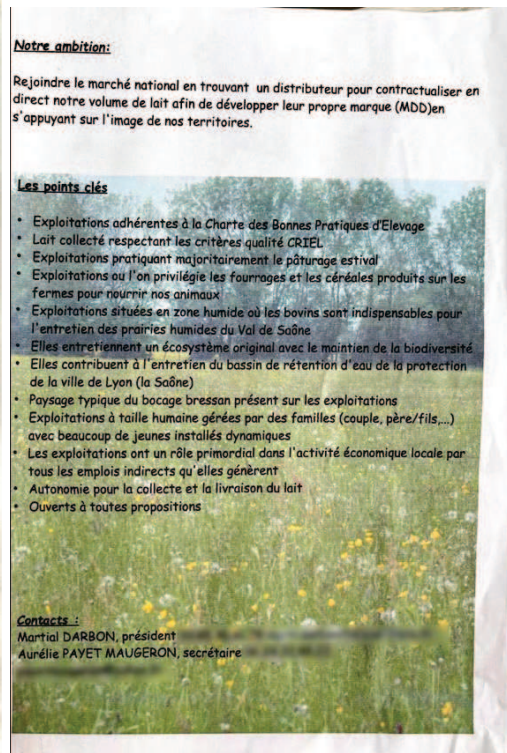 Notre ambition:
Rejoindre le marché national en trouvant un distributeur pour contractualiser en
direct notre volume de lait afin de développer leur propre marque (MDD)en
s'appuyant sur l'image de nos territoires.
Les points clés
• Exploitations adhérentes à la Charte des Bonnes Pratiques d'Elevage
• Lait collecté respectant les critères qualité CRIEL
• Exploitations pratiquant majoritairement le pâturage estival
• Exploitations ou l'on privilégie les fourrages et les céréales produits sur les
fermes pour nourrir nos animaux
• Exploitations situées en zone humide où les bovins sont indispensables pour
l'entretien des prairies humides du Val de Saône
• Elles entretiennent un écosystème original avec le maintien de la biodiversité
• Elles contribuent à l'entretien du bassin de rétention d'eau de la protection
de la ville de Lyon (la Saône)
• Paysage typique du bocage bressan présent sur les exploitations
• Exploitations à taille humaine gérées par des familles (couple, père/fils,...)
avec beaucoup de jeunes installés dynamiques
• Les exploitations ont un rôle primordial dans l'activité économique locale par
tous les emplois indirects qu'elles génèrent
• Autonomie pour la collecte et la livraison du lait
• Ouverts à toutes propositions
Contacts :
Martial DARBON, président
Aurélie PAYET MAUGERON, secrétaire